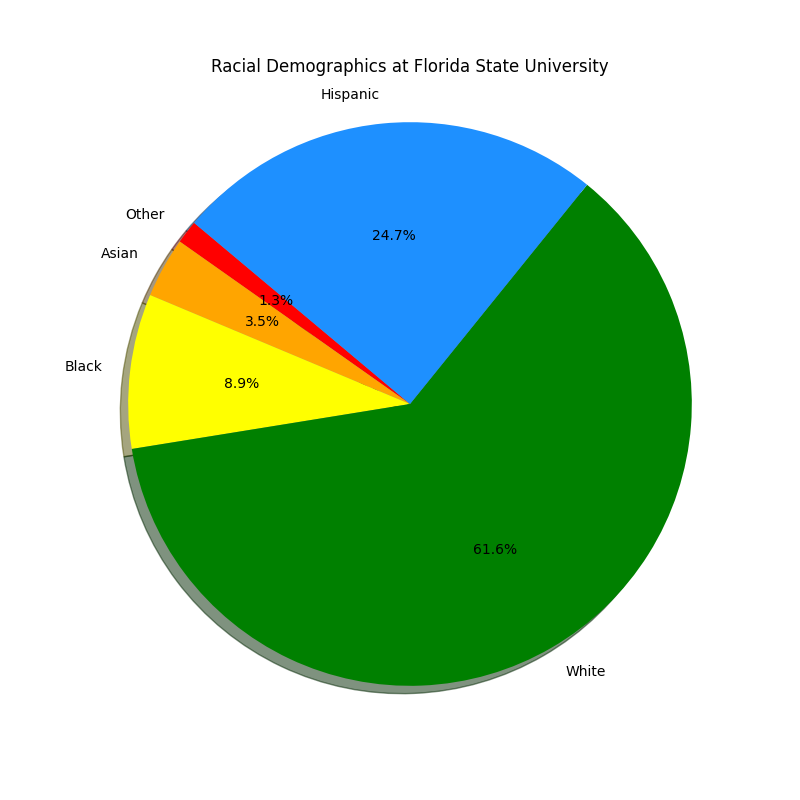 Racial Demographics at Florida State University
Hispanic
Other
Asian
Black
White
24.7%
1.3%
3.5%
8.9%
61.6%